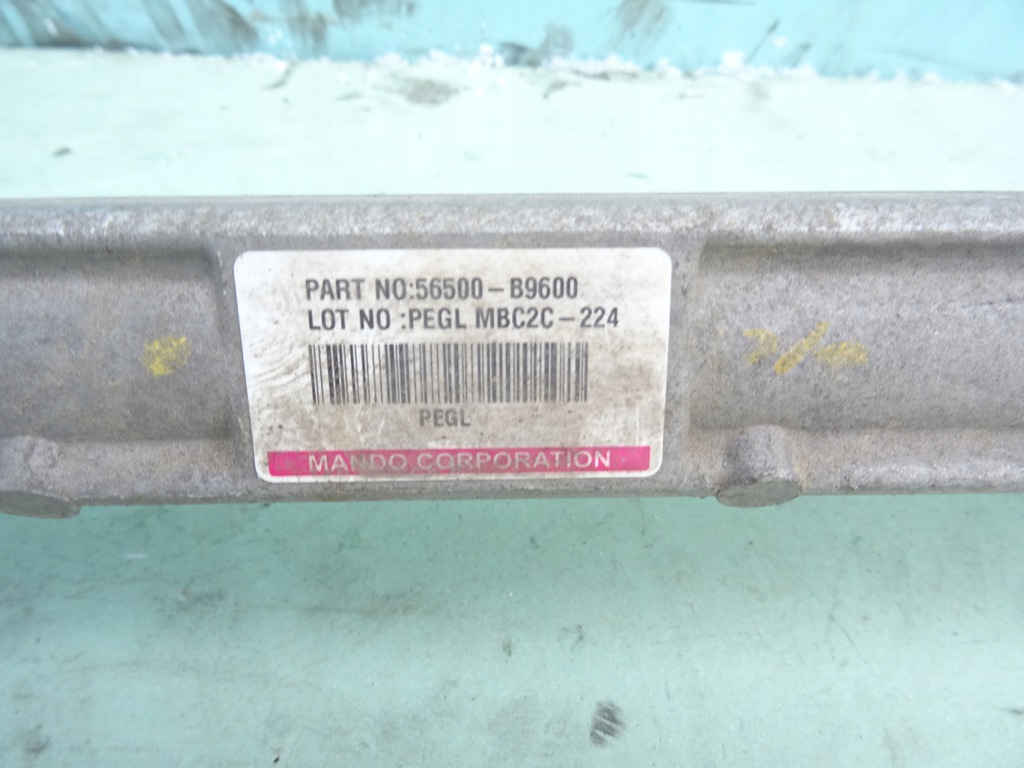 PART NO:56500-B9600
LOT NO :PEGL MBC2C-224
PEGL
MANDO CORPORATION